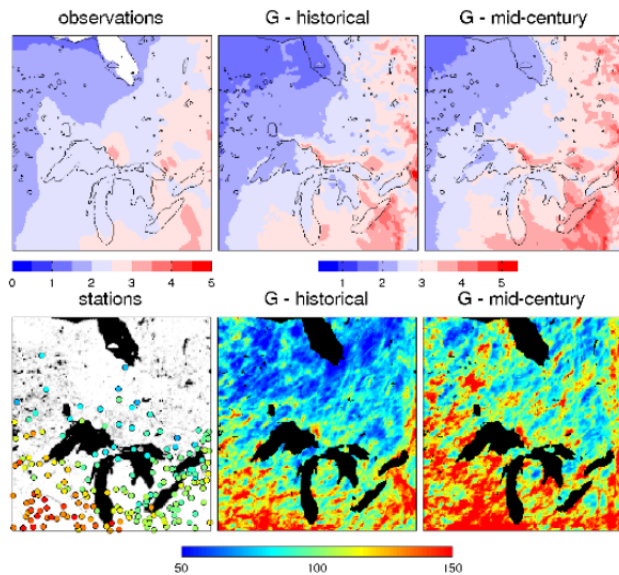 observations G - historical G - mid-century
0 1 2 3 4 5 1 2 3 4 5
stations G - historical G - mid-century
50 100 150